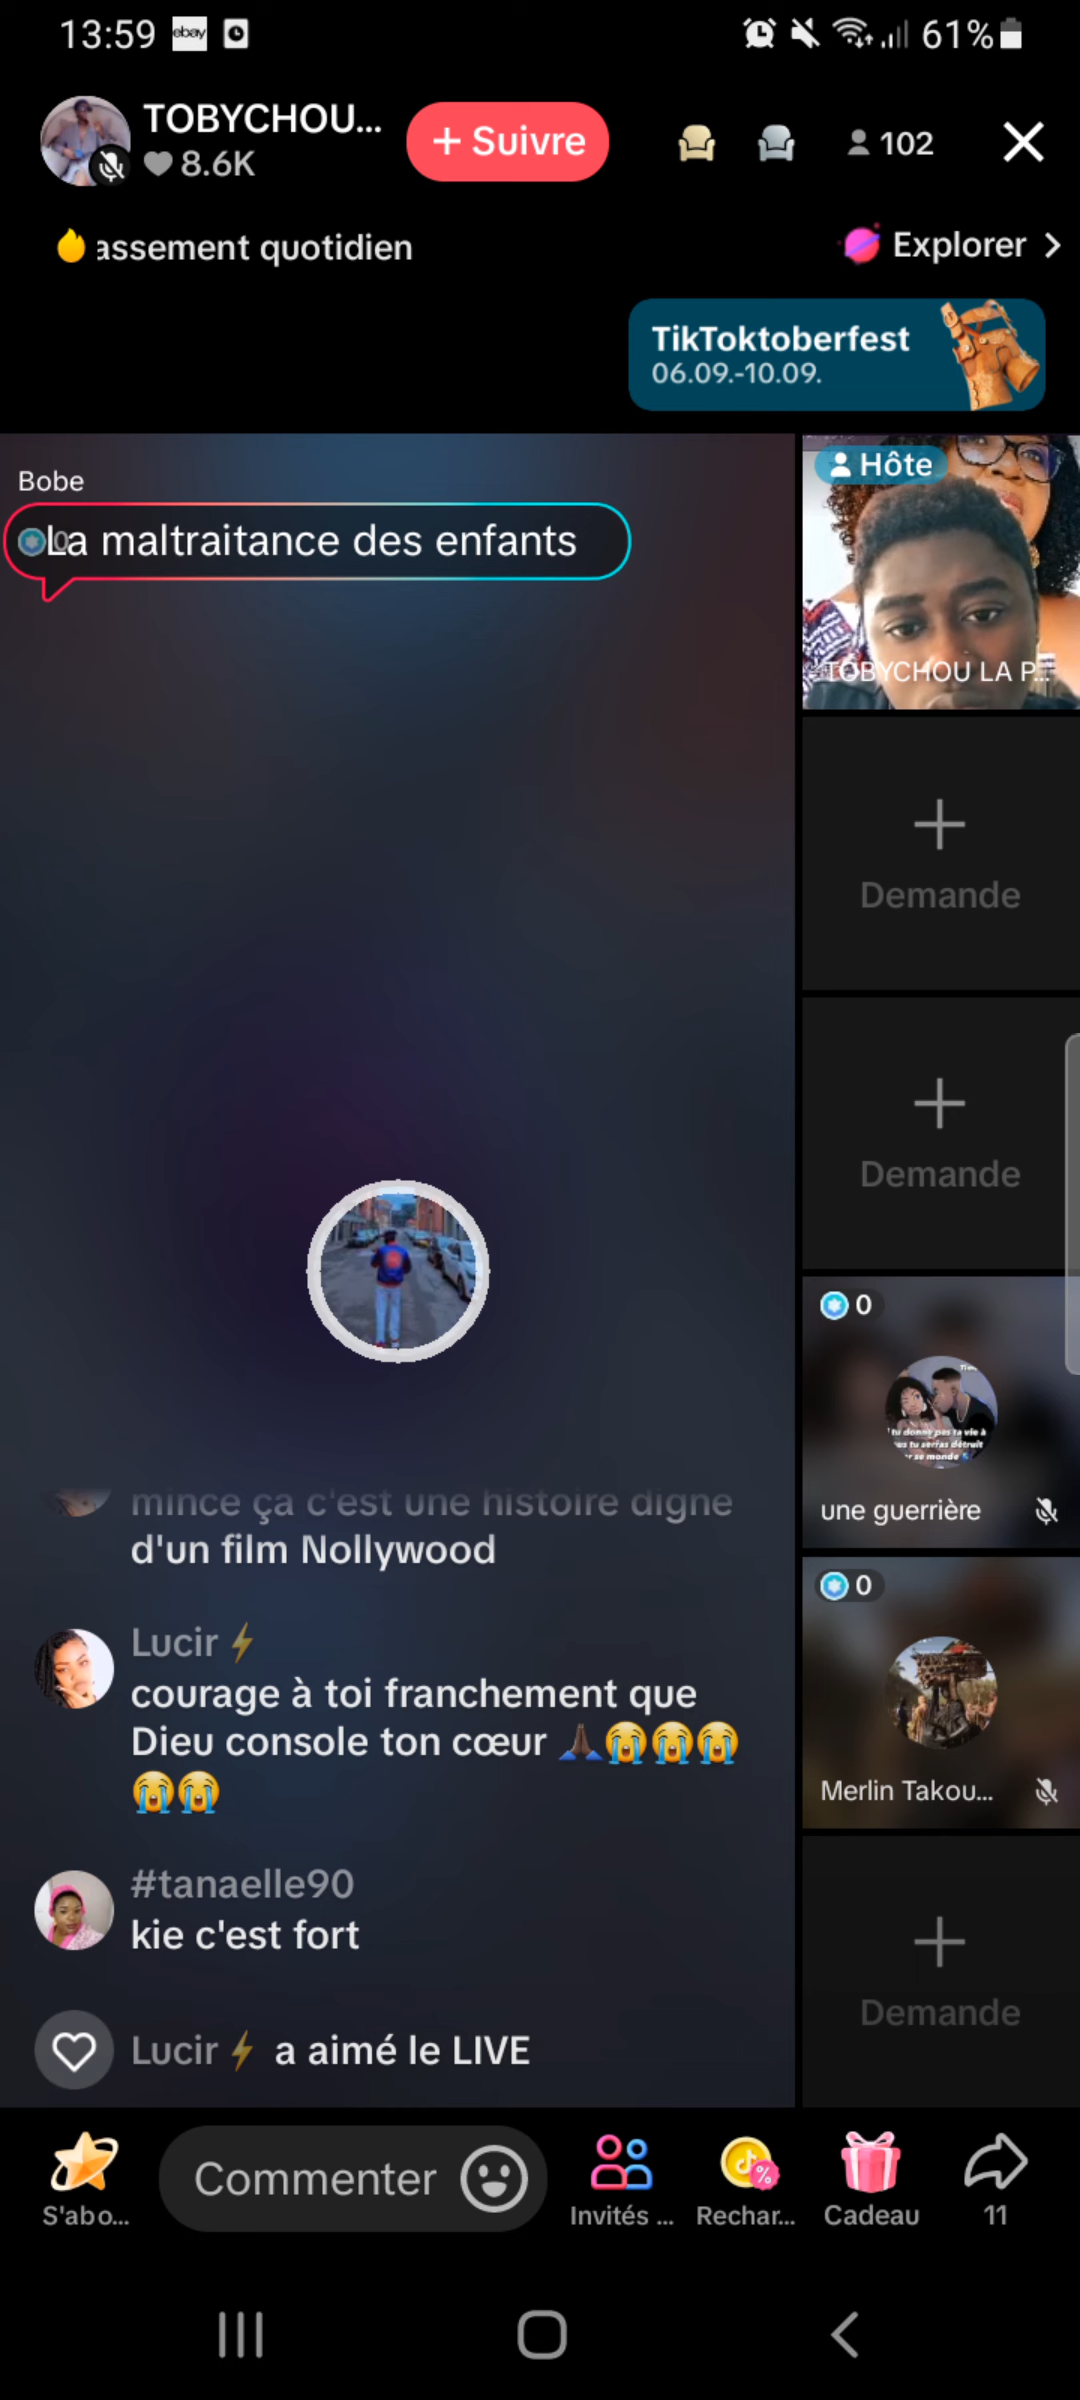 13:59 ebay 61%
TOBYCHOU...
+ Suivre
102
8.6K
assement quotidien
Explorer
TikToktoberfest
06.09.-10.09.
Bobe
La maltraitance des enfants
Hôte
TOBYCHOU LA P...
Demande
Demande
0
une guerrière
mince ça c'est une histoire digne
d'un film Nollywood
0
Merlin Takou...
Lucir
courage à toi franchement que
Dieu console ton cœur 🙏🏿😭😭😭
😭😭
#tanaelle90
kie c'est fort
Demande
Lucir⚡ a aimé le LIVE
S'abo...
Commenter
Invités ...
Rechar...
Cadeau
11